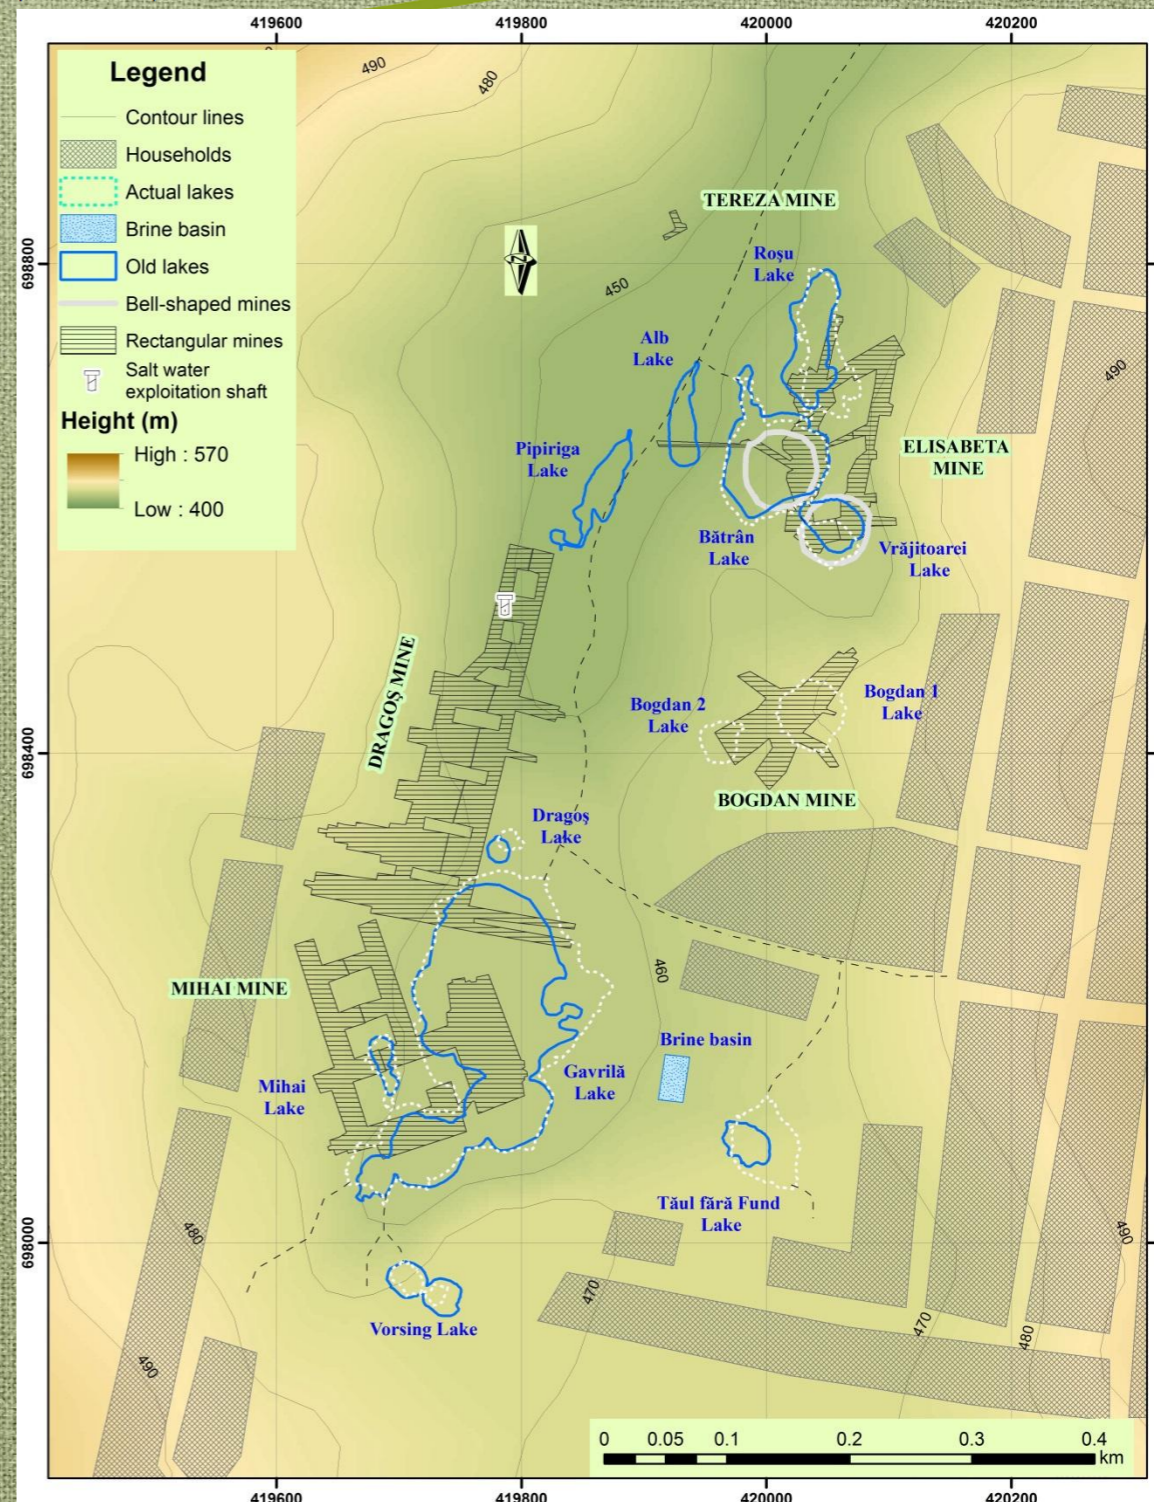 419600
419800
420000
420200
Legend
Contour lines
Households
Actual lakes
Brine basin
Old lakes
Bell-shaped mines
Rectangular mines
Salt water
exploitation shaft
Height (m)
High : 570
Low : 400
490
480
TEREZA MINE
698800
N
Roşu
Lake
450
Alb
Lake
490
Pipiriga
Lake
ELISABETA
MINE
Bătrân
Lake
Vrăjitoarei
Lake
DRAGOŞ MINE
Bogdan 2
Lake
Bogdan 1
Lake
698400
BOGDAN MINE
Dragoş
Lake
460
MIHAI MINE
Brine basin
Gavrilă
Lake
Mihai
Lake
Tăul fără Fund
Lake
698000
480
490
470
470
480
Vorsing Lake
490
0
0.05
0.1
0.2
0.3
0.4
km
419600
419800
420000
420200